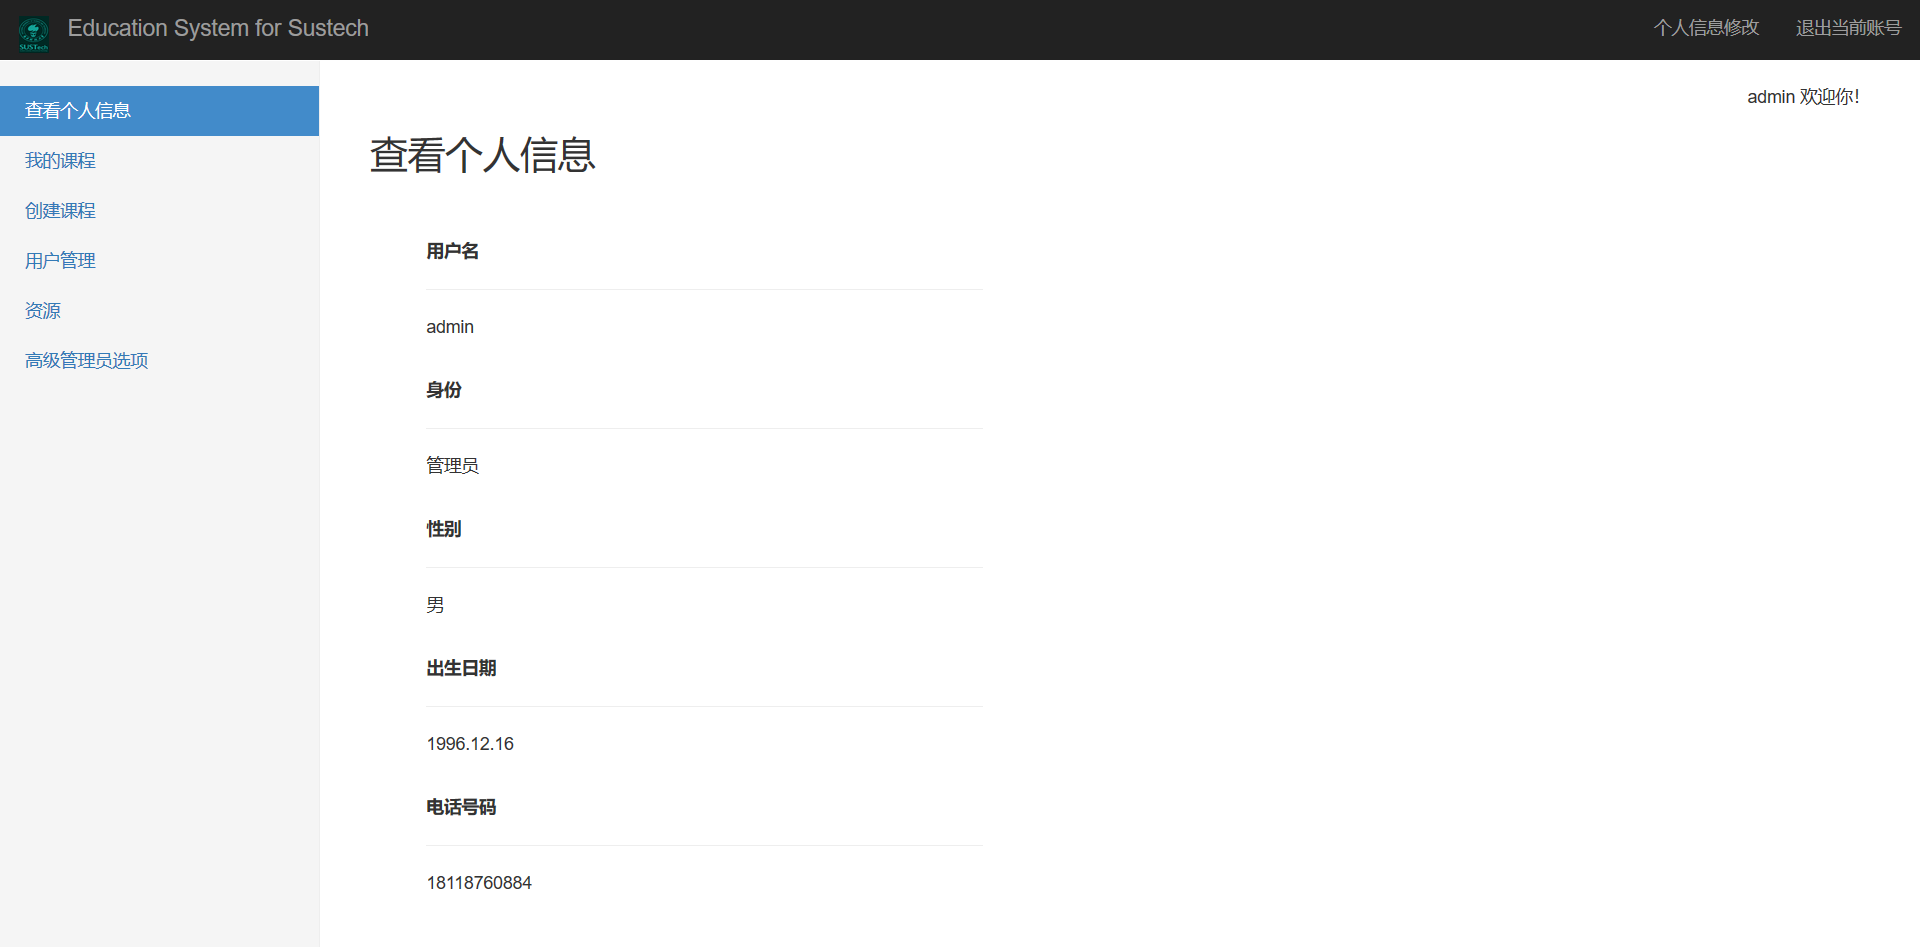 SUSTech
Education System for Sustech
个人信息修改
退出当前账号
查看个人信息
我的课程
创建课程
用户管理
资源
高级管理员选项
admin 欢迎你!
查看个人信息
用户名
admin
身份
管理员
性别
男
出生日期
1996.12.16
电话号码
18118760884